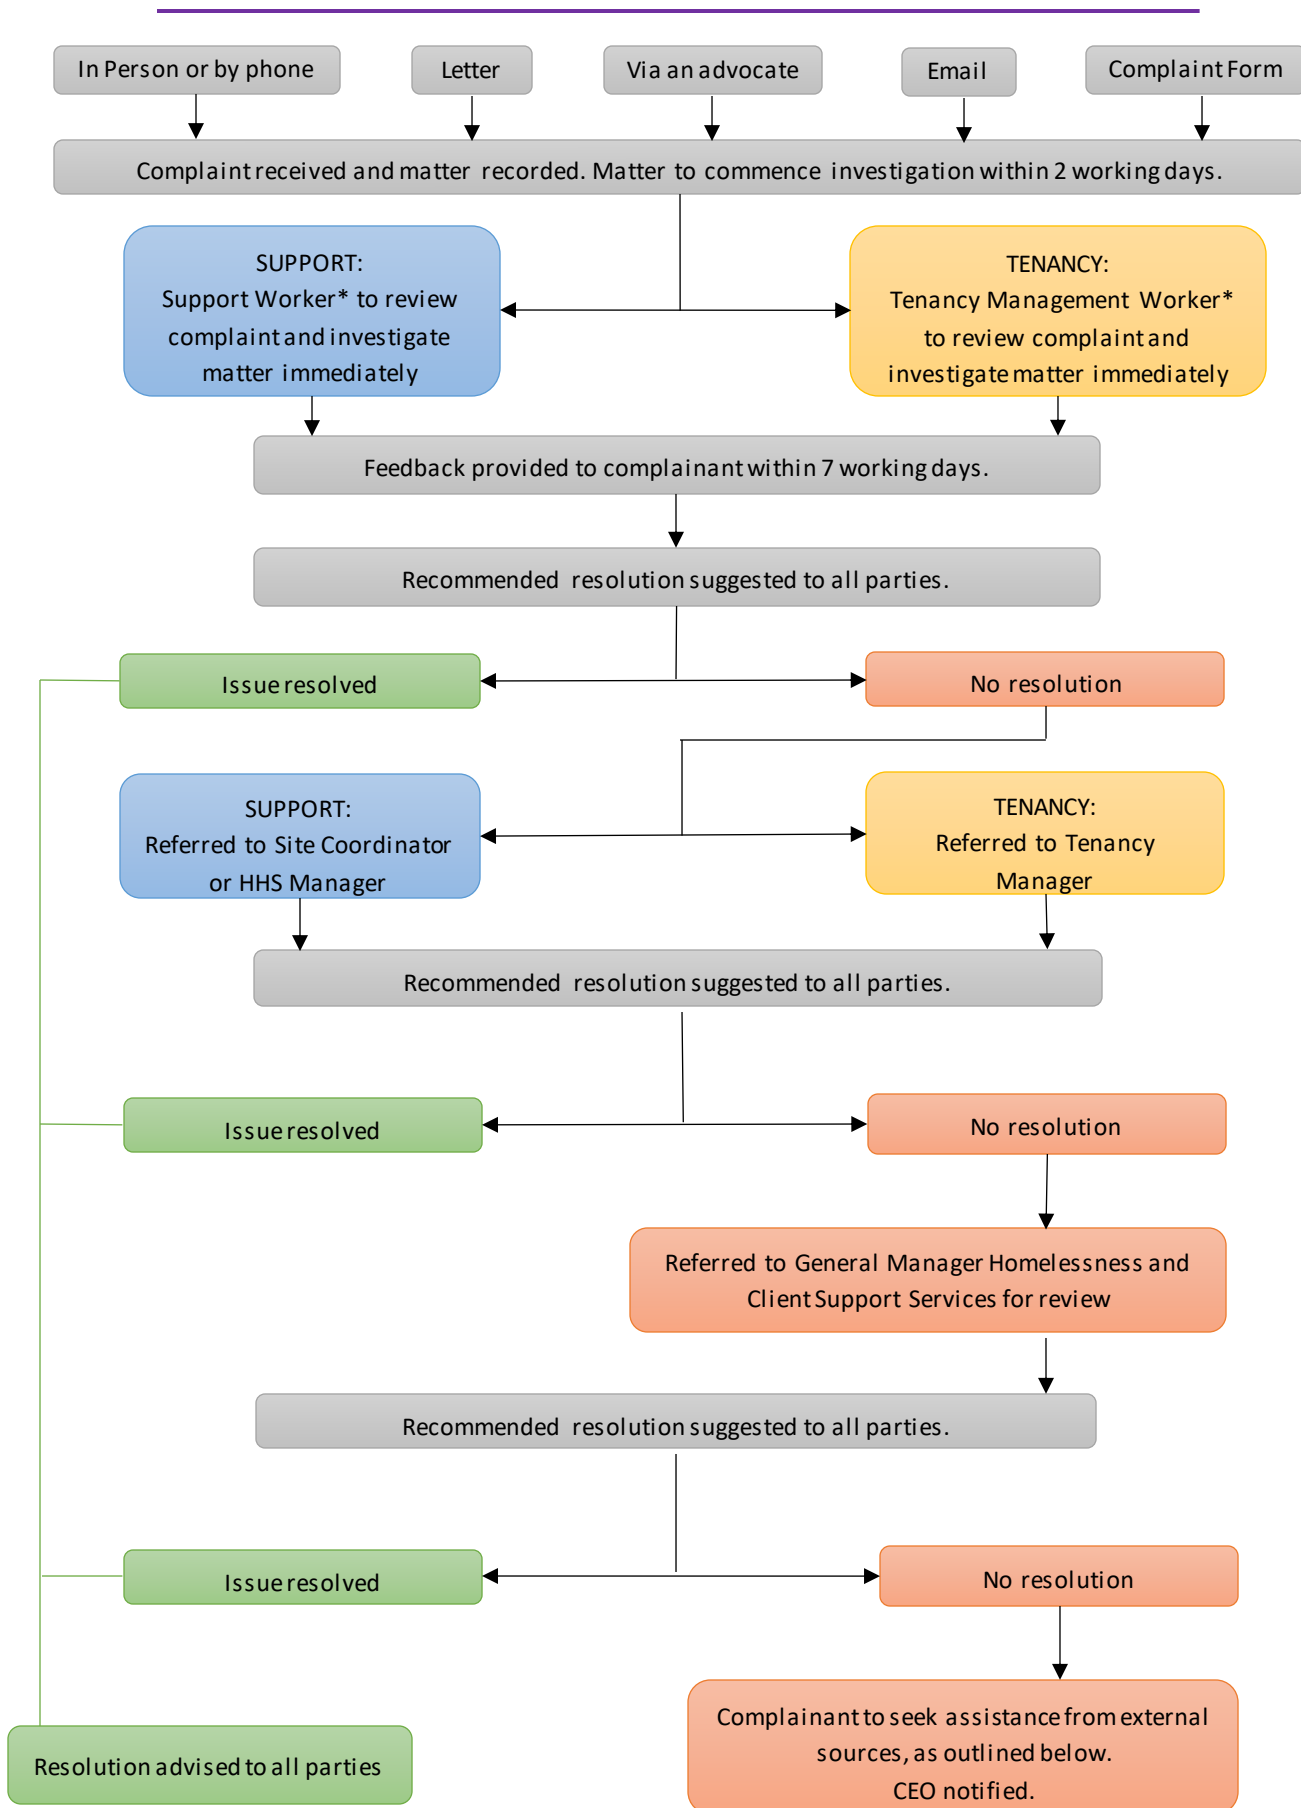 In Person or by phone
Letter
Via an advocate
Email
Complaint Form
Complaint received and matter recorded. Matter to commence investigation within 2 working days.
SUPPORT:
Support Worker* to review
complaint and investigate
matter immediately
TENANCY:
Tenancy Management Worker*
to review complaint and
investigate matter immediately
Feedback provided to complainant within 7 working days.
Recommended resolution suggested to all parties.
Issue resolved
No resolution
SUPPORT:
Referred to Site Coordinator
or HHS Manager
TENANCY:
Referred to Tenancy
Manager
Recommended resolution suggested to all parties.
Issue resolved
No resolution
Referred to General Manager Homelessness and
Client Support Services for review
Recommended resolution suggested to all parties.
Issue resolved
No resolution
Resolution advised to all parties
Complainant to seek assistance from external
sources, as outlined below.
CEO notified.